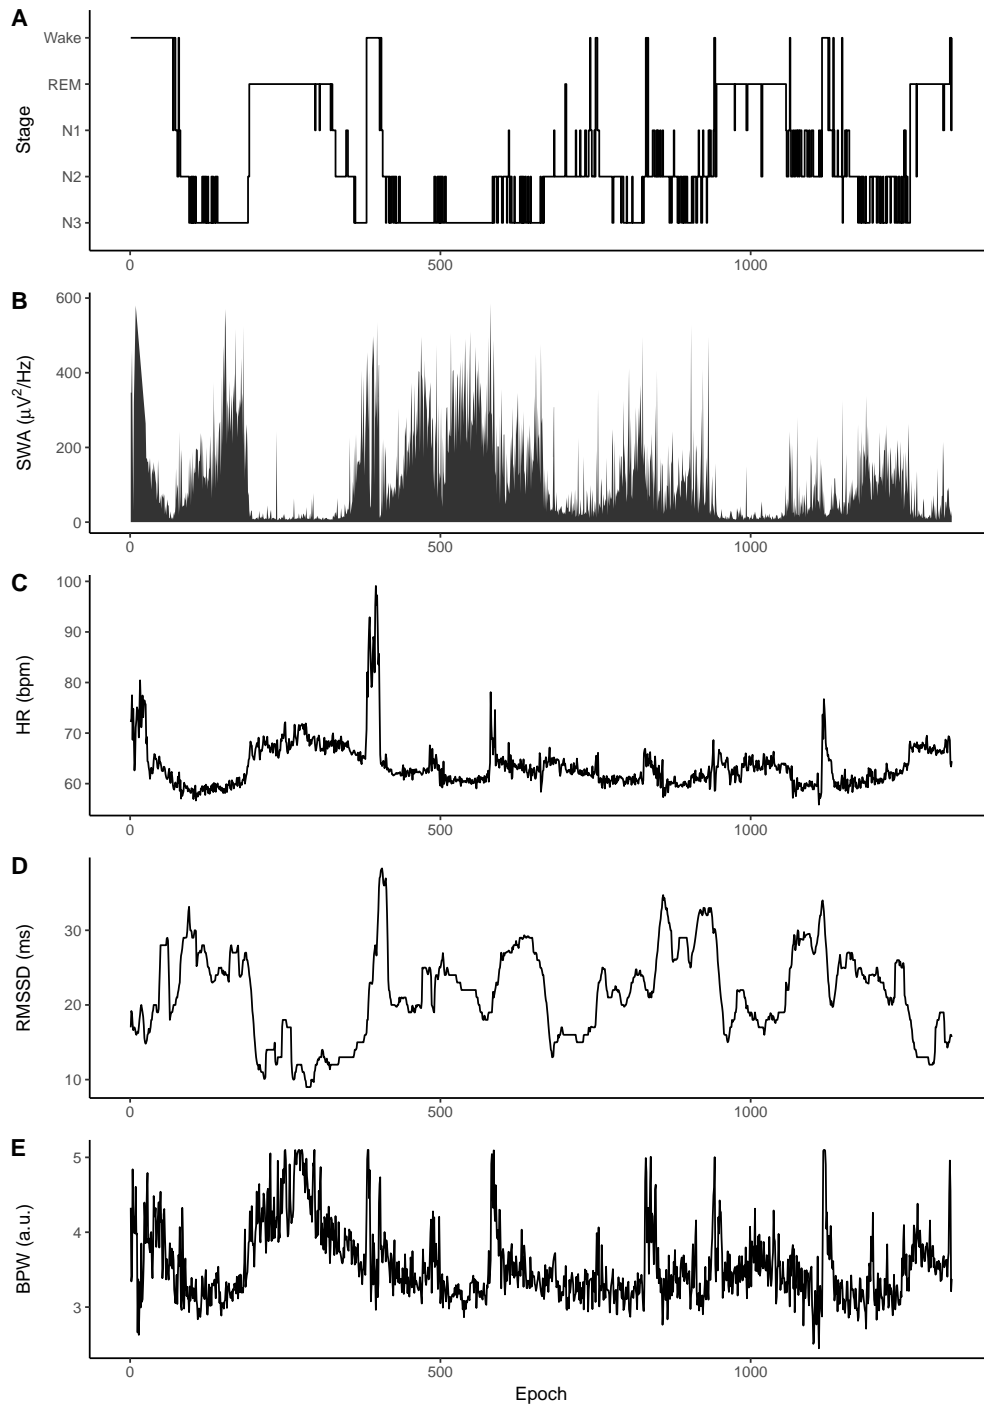 A
Stage
Wake
REM
N1
N2
N3
0 500 1000
B
SWA (μV²/Hz)
600
400
200
0
0 500 1000
C
HR (bpm)
100
90
80
70
60
0 500 1000
D
RMSSD (ms)
30
20
10
0 500 1000
E
BPW (a.u.)
5
4
3
0 500 1000
Epoch